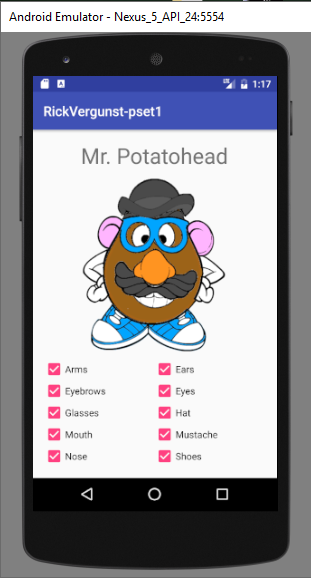 Android Emulator - Nexus_5_API_24:5554
1:17
RickVergunst-pset1
Mr. Potatohead
Arms Ears
Eyebrows Eyes
Glasses Hat
Mouth Mustache
Nose Shoes